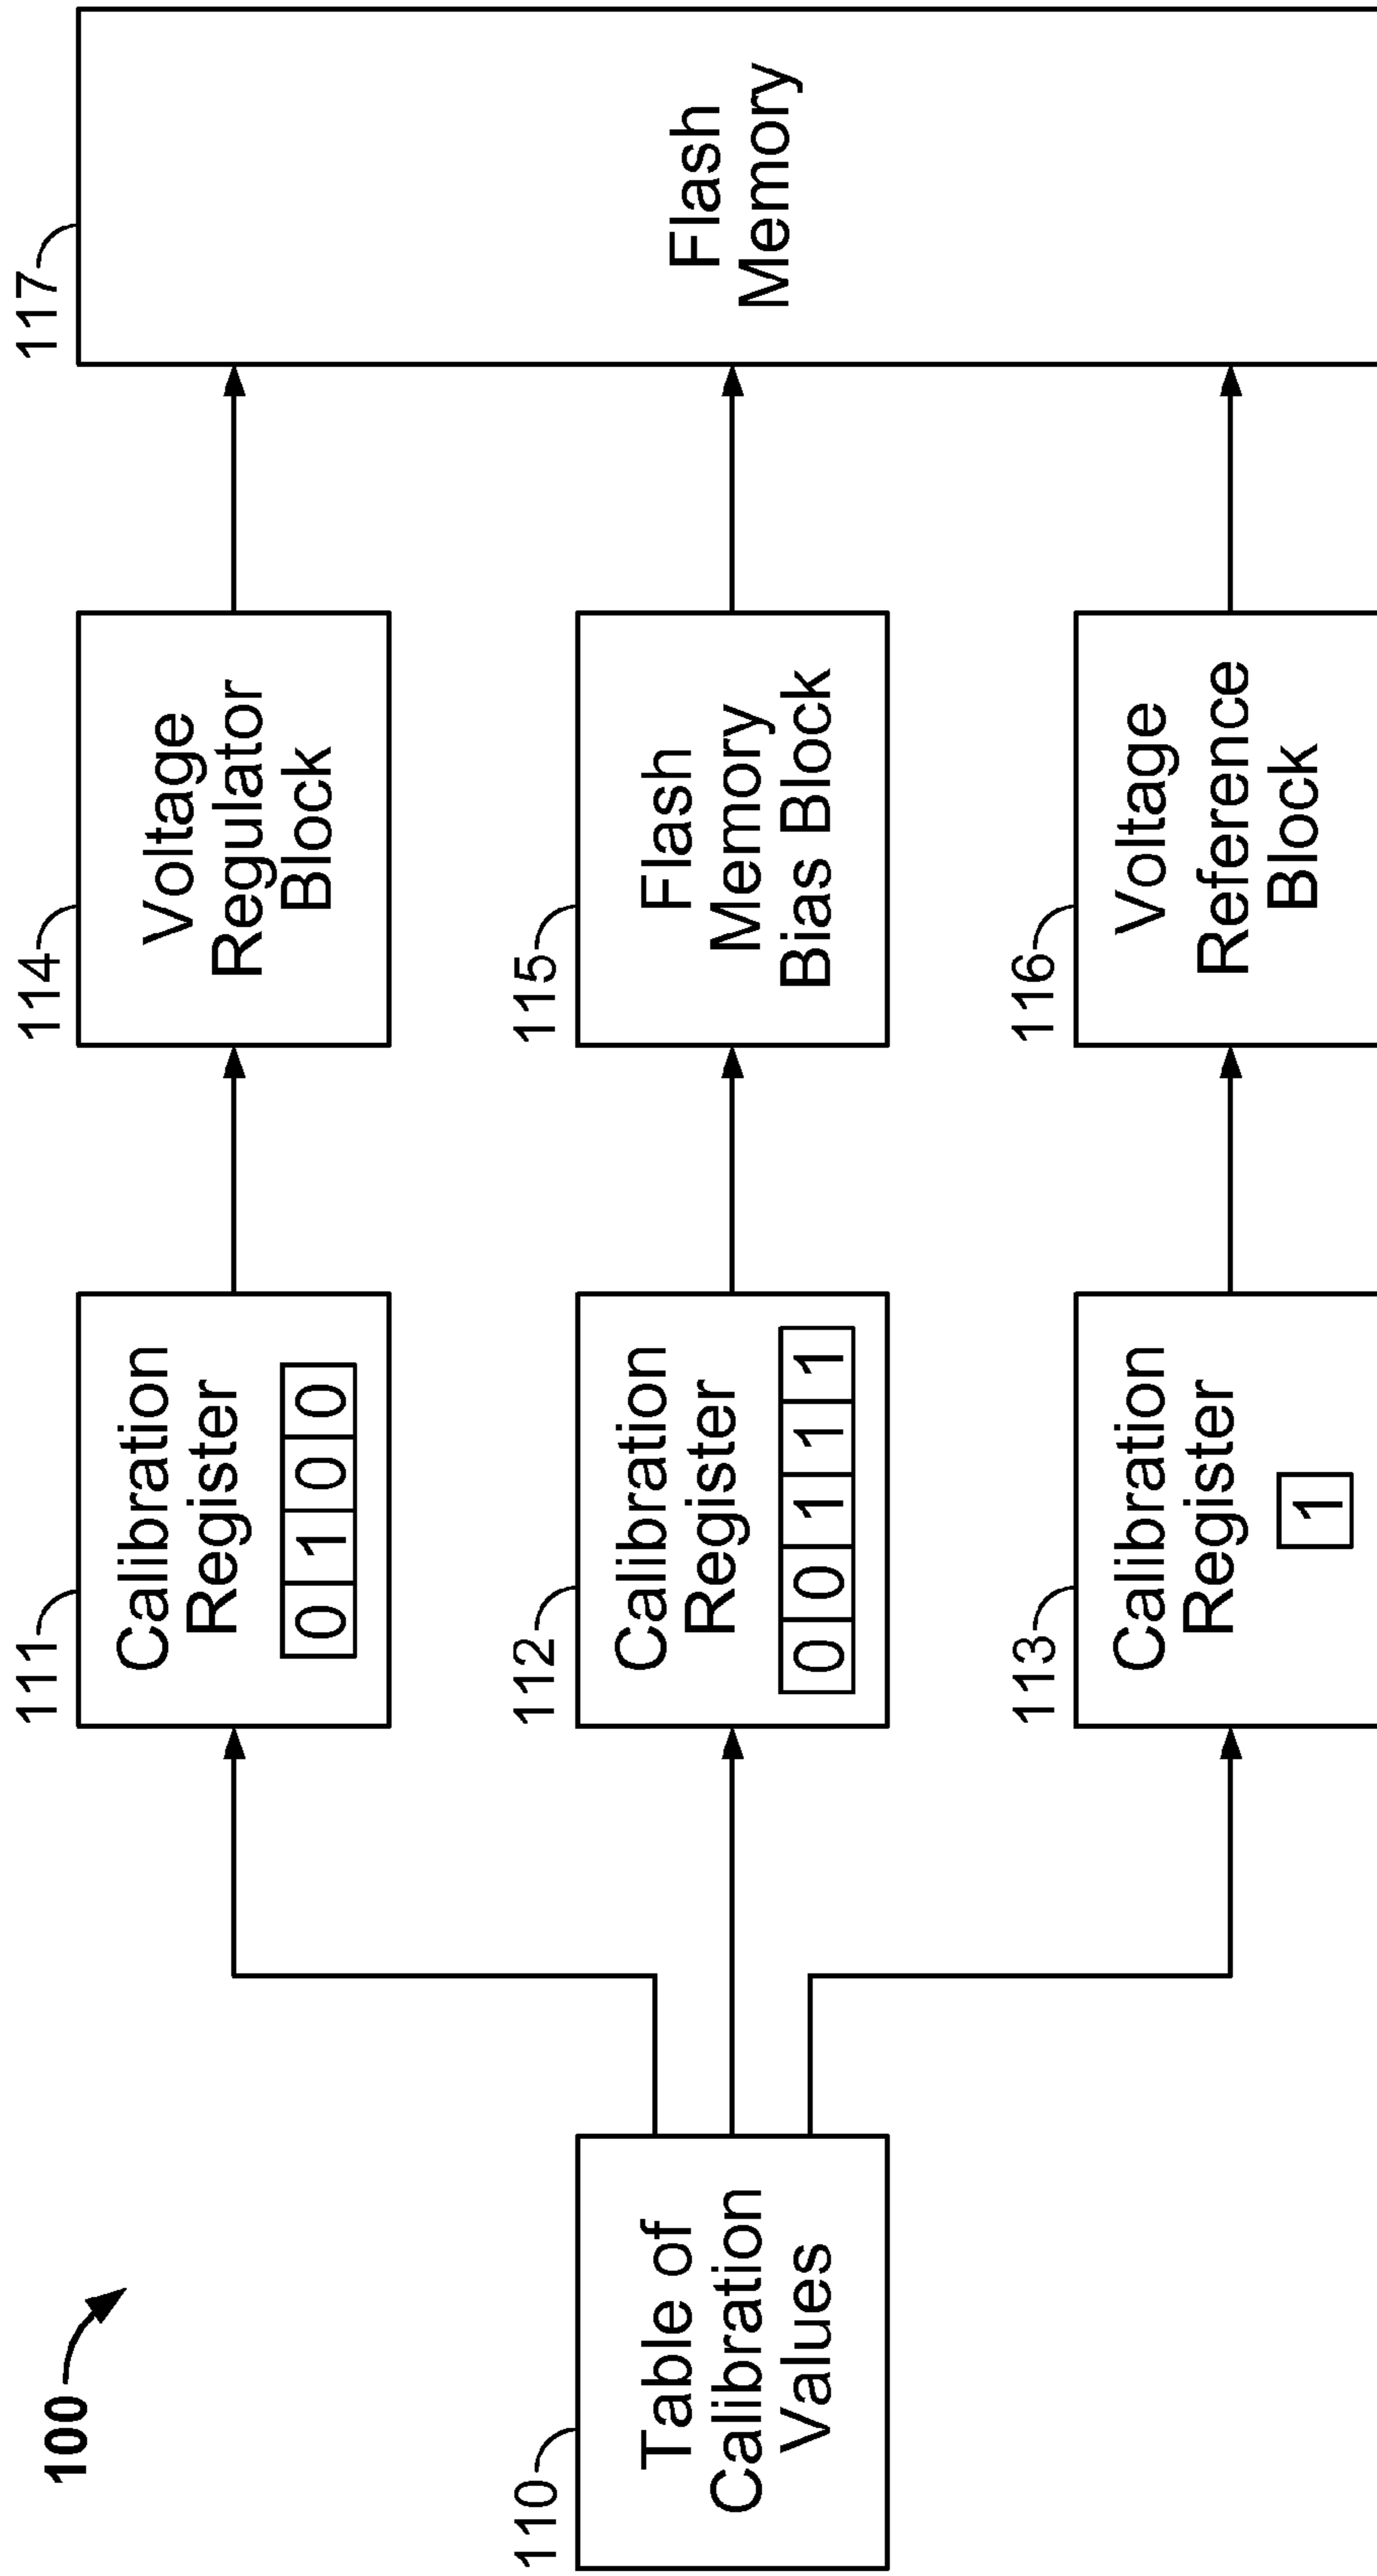 100
110
Table of
Calibration
Values
111
Calibration
Register
0 1 0 0
112
Calibration
Register
0 0 1 1 1
113
Calibration
Register
1
114
Voltage
Regulator
Block
115
Flash
Memory
Bias Block
116
Voltage
Reference
Block
117
Flash
Memory